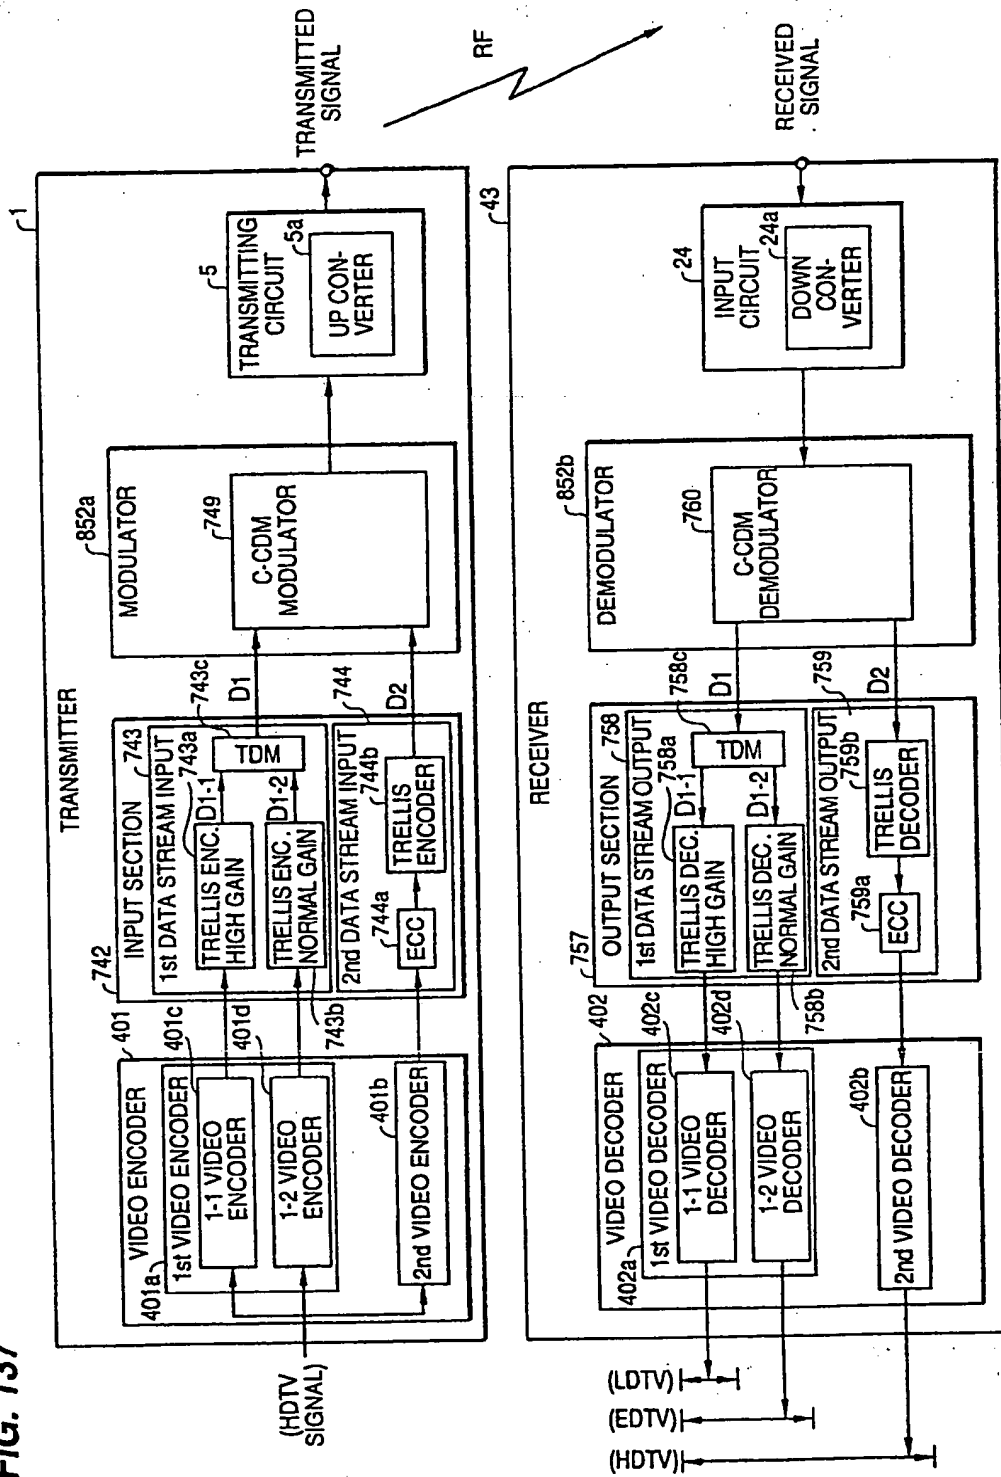 FIG. 137
TRANSMITTER
1
(HDTV
SIGNAL)
VIDEO ENCODER
401
401a
1st VIDEO ENCODER
401c
1-1 VIDEO
ENCODER
401d
1-2 VIDEO
ENCODER
401b
2nd VIDEO ENCODER
742
INPUT SECTION
743
1st DATA STREAM INPUT
743a
TRELLIS ENC.
HIGH GAIN
D1-1
743c
TDM
D1-2
TRELLIS ENC.
NORMAL GAIN
743b
744
2nd DATA STREAM INPUT
744a
ECC
744b
TRELLIS
ENCODER
D1
D2
852a
MODULATOR
749
C-CDM
MODULATOR
5
TRANSMITTING
CIRCUIT
5a
UP CON-
VERTER
TRANSMITTED
SIGNAL
RF
RECEIVER
43
(LDTV)
(EDTV)
(HDTV)
VIDEO DECODER
402
402a
1st VIDEO DECODER
402c
1-1 VIDEO
DECODER
402d
1-2 VIDEO
DECODER
402b
2nd VIDEO DECODER
757
OUTPUT SECTION
758
1st DATA STREAM OUTPUT
758a
TRELLIS DEC.
HIGH GAIN
D1-1
758c
TDM
D1-2
TRELLIS DEC.
NORMAL GAIN
758b
759
2nd DATA STREAM OUTPUT
759a
ECC
759b
TRELLIS
DECODER
D1
D2
852b
DEMODULATOR
760
C-CDM
DEMODULATOR
24
INPUT
CIRCUIT
24a
DOWN
CON-
VERTER
RECEIVED
SIGNAL